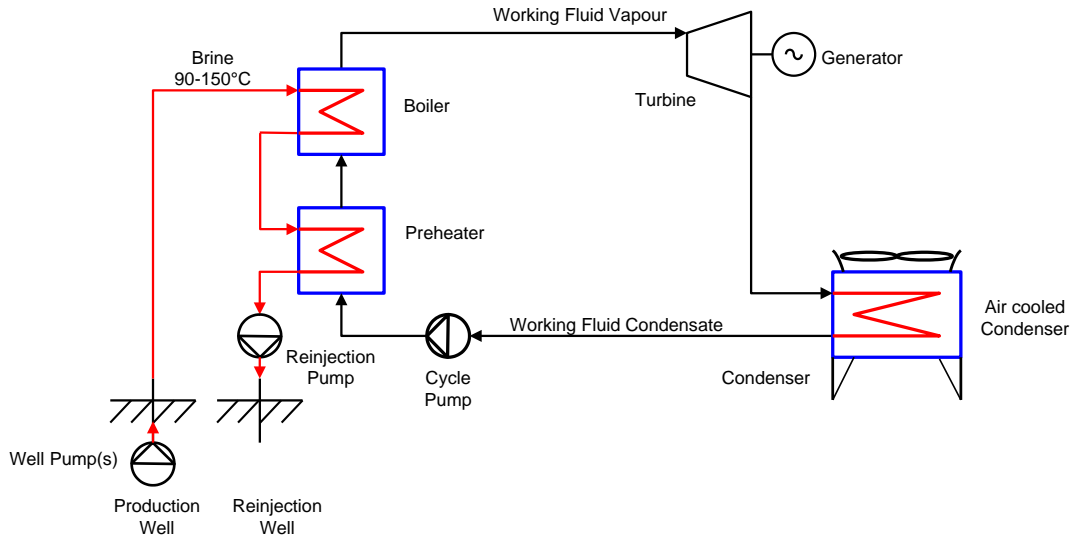 Working Fluid Vapour
Brine
90-150°C
Generator
Boiler
Turbine
Preheater
Working Fluid Condensate
Air cooled
Condenser
Reinjection
Pump
Cycle
Pump
Condenser
Well Pump(s)
Production
Well
Reinjection
Well